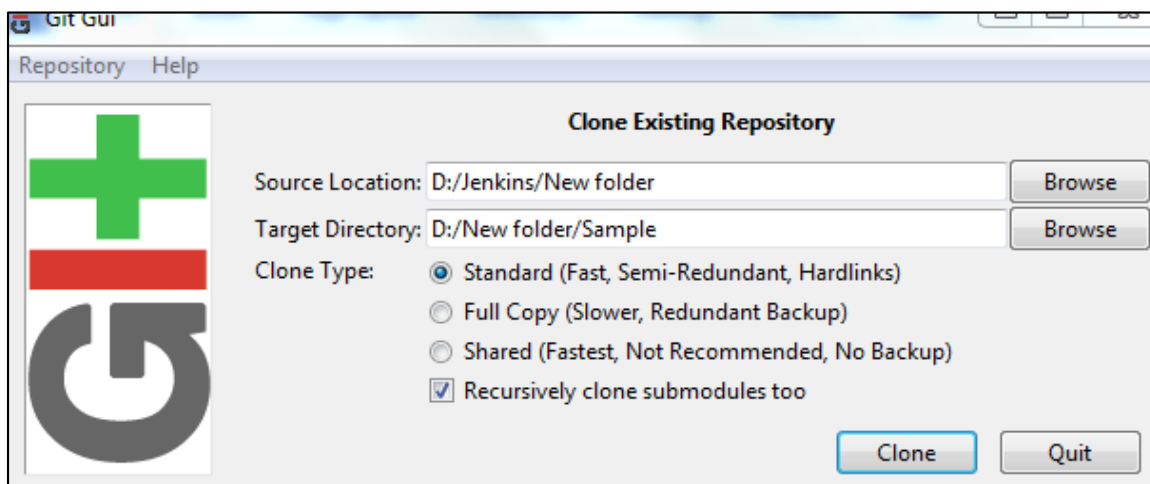 Git Gui
Repository Help
Clone Existing Repository
Source Location: D:/Jenkins/New folder Browse
Target Directory: D:/New folder/Sample Browse
Clone Type: Standard (Fast, Semi-Redundant, Hardlinks)
Full Copy (Slower, Redundant Backup)
Shared (Fastest, Not Recommended, No Backup)
Recursively clone submodules too
Clone Quit
GIT